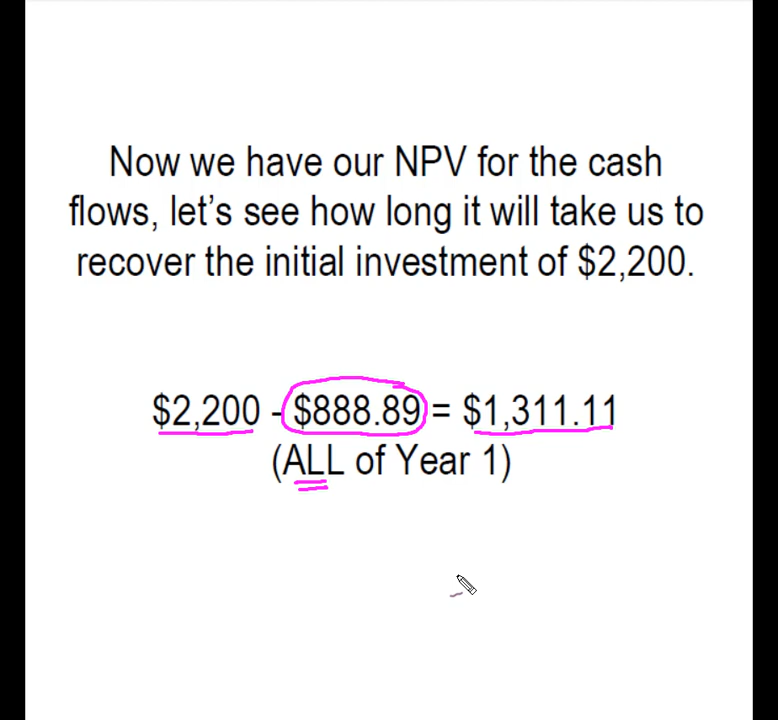 Now we have our NPV for the cash
flows, let’s see how long it will take us to
recover the initial investment of $2,200.
$2,200 - $888.89 = $1,311.11
(ALL of Year 1)